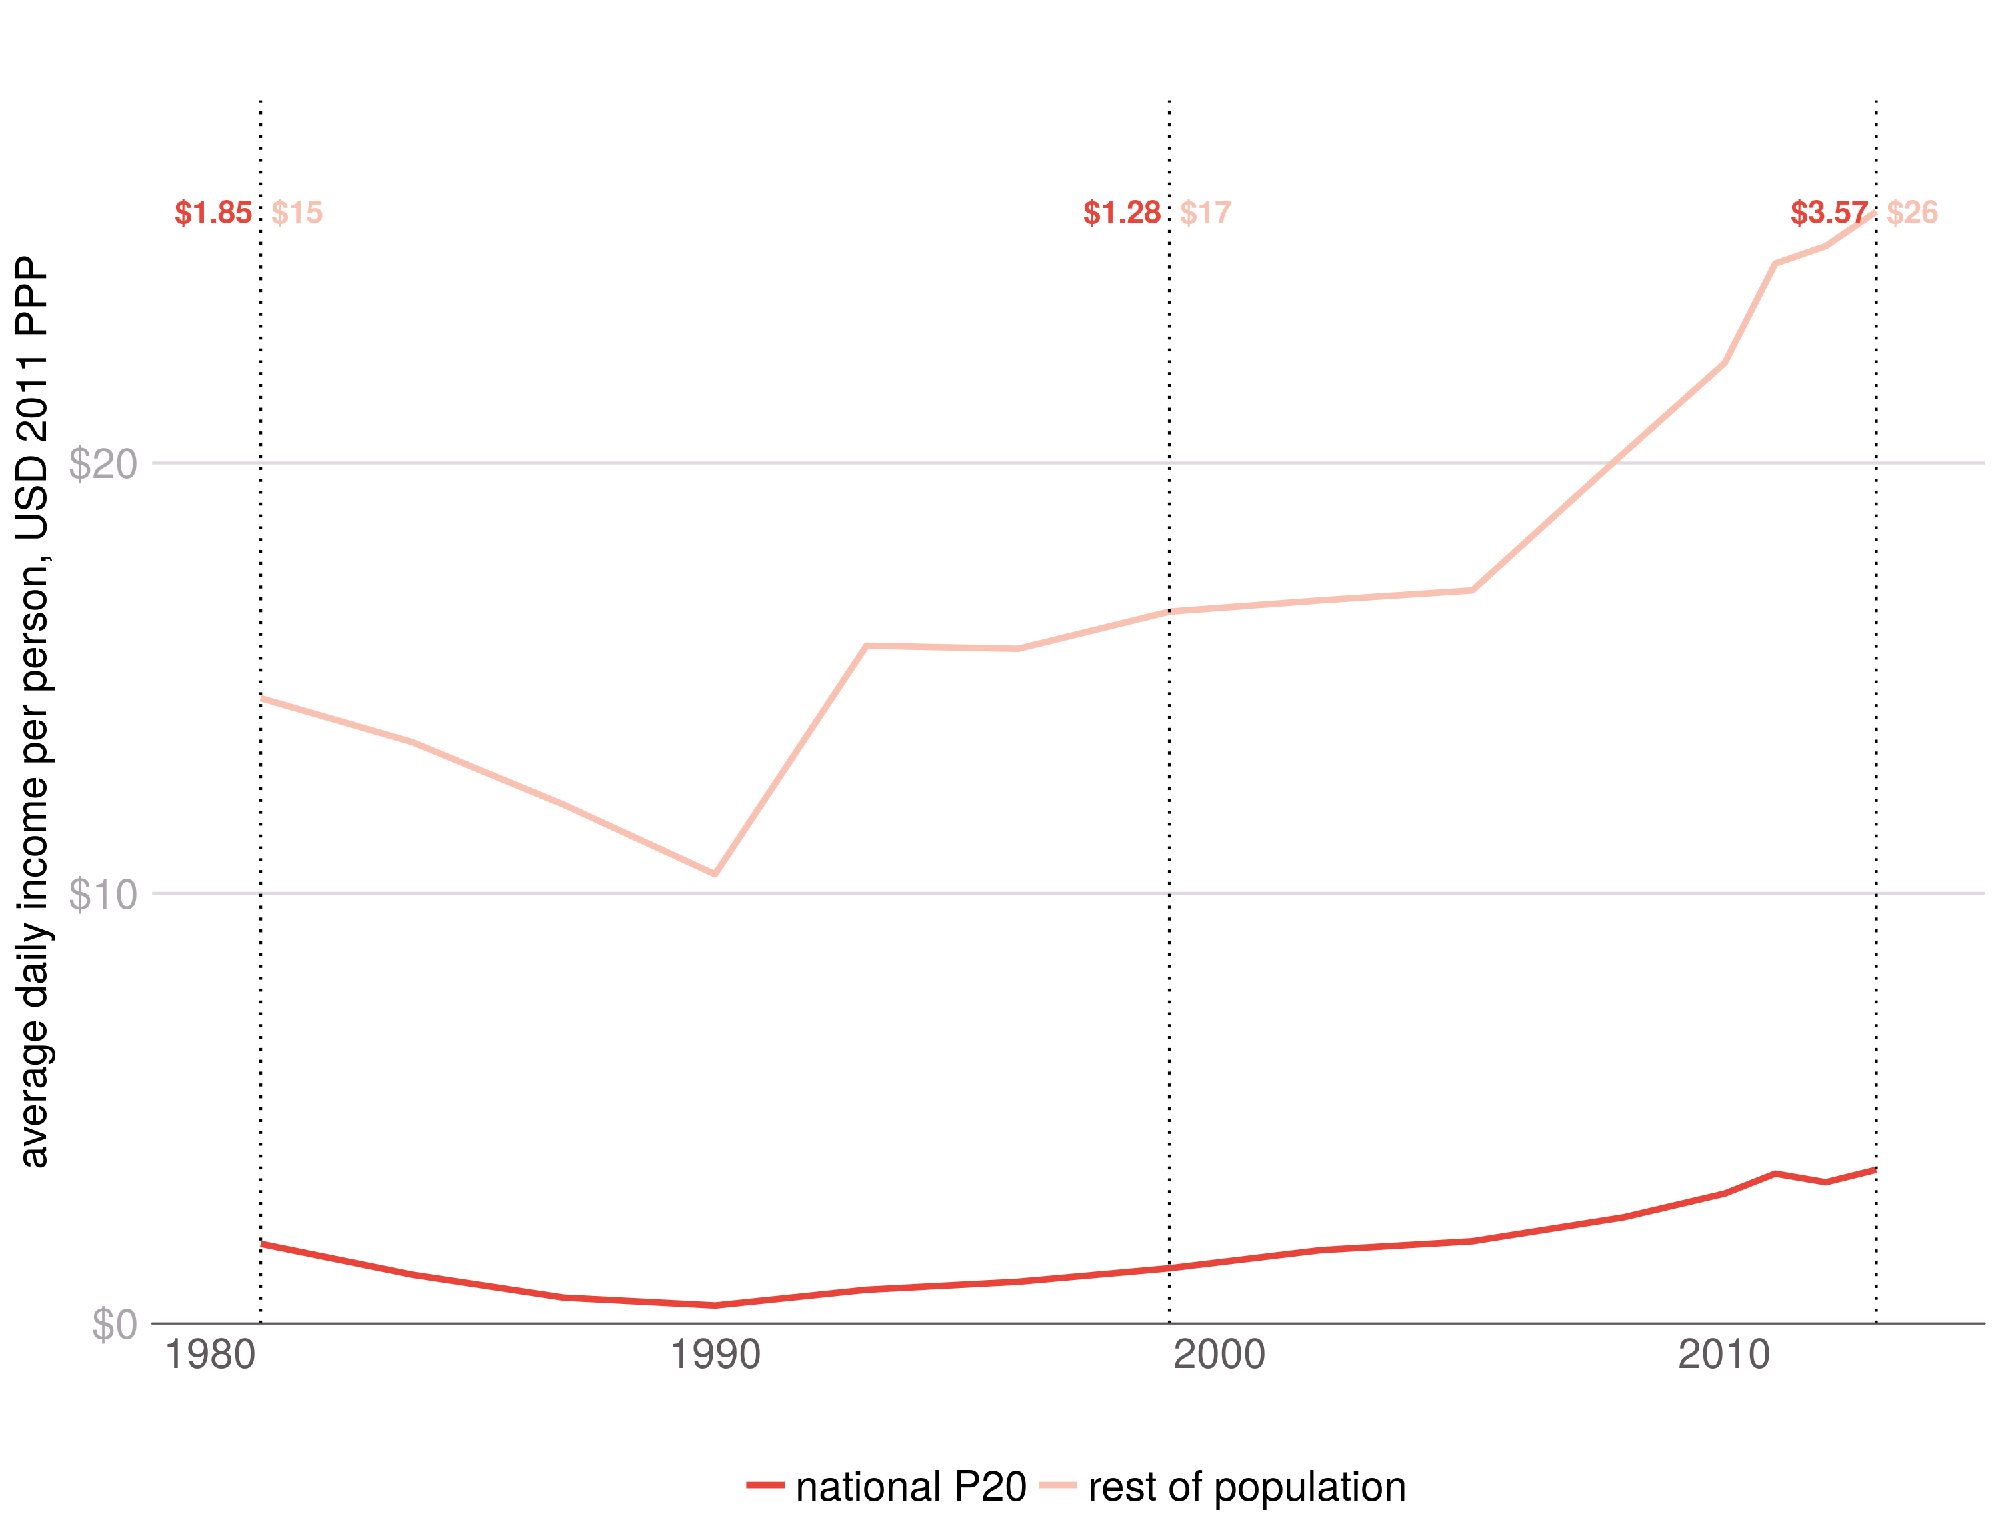 $1.85 $15
$1.28 $17
$3.57 $26
average daily income per person, USD 2011 PPP
$20
$10
$0
1980 1990 2000 2010
national P20 rest of population